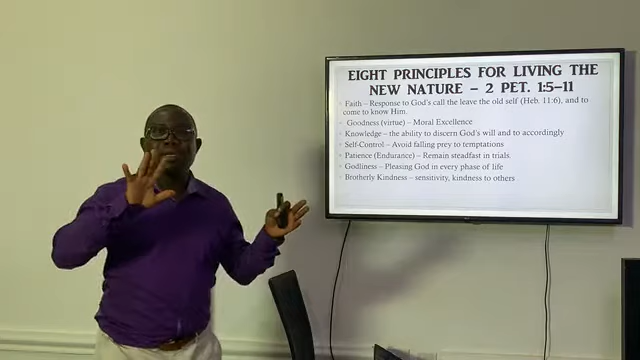 EIGHT PRINCIPLES FOR LIVING THE
NEW NATURE – 2 PET. 1:5–11
Faith – Response to God's call the leave the old self (Heb. 11:6), and to
come to know Him.
Goodness (virtue) – Moral Excellence
Knowledge – the ability to discern God's will and to accordingly
Self-Control – Avoid falling prey to temptations
Patience (Endurance) – Remain steadfast in trials.
Godliness – Pleasing God in every phase of life
Brotherly Kindness – sensitivity, kindness to others